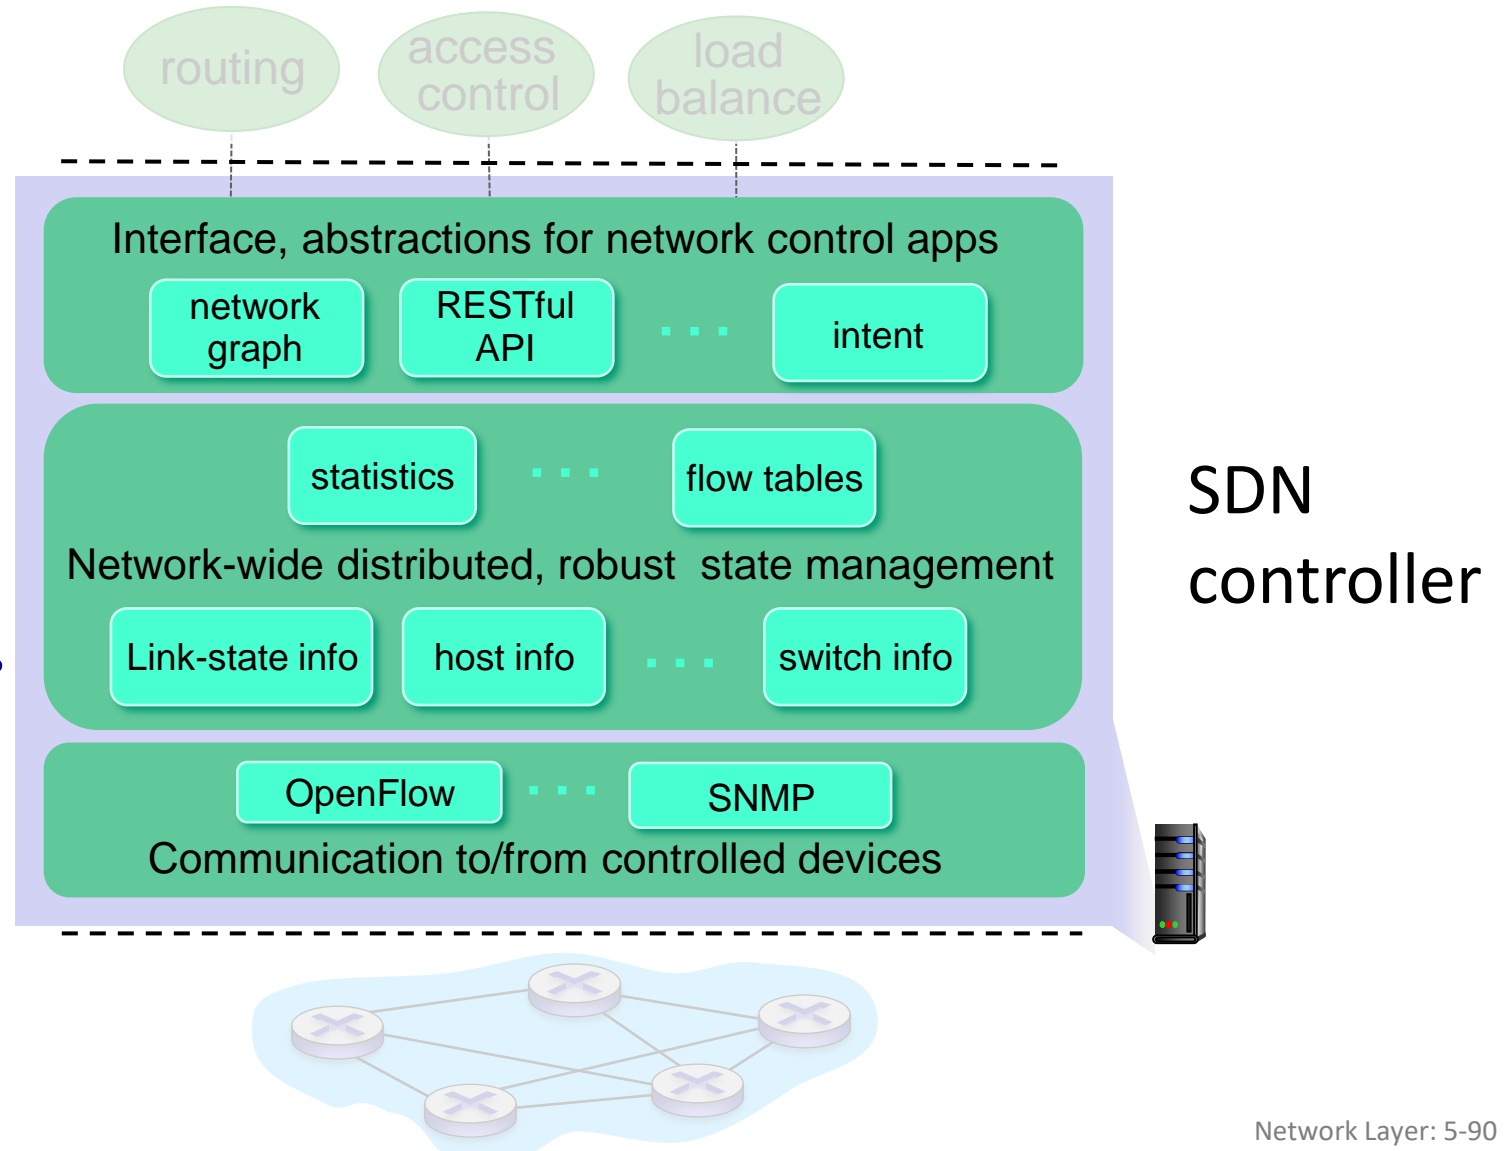 routing
access
control
load
balance
Interface, abstractions for network control apps
network
graph
RESTful
API
intent
statistics
flow tables
Network-wide distributed, robust  state management
Link-state info
host info
switch info
OpenFlow
SNMP
Communication to/from controlled devices
SDN
controller
Network Layer: 5-90